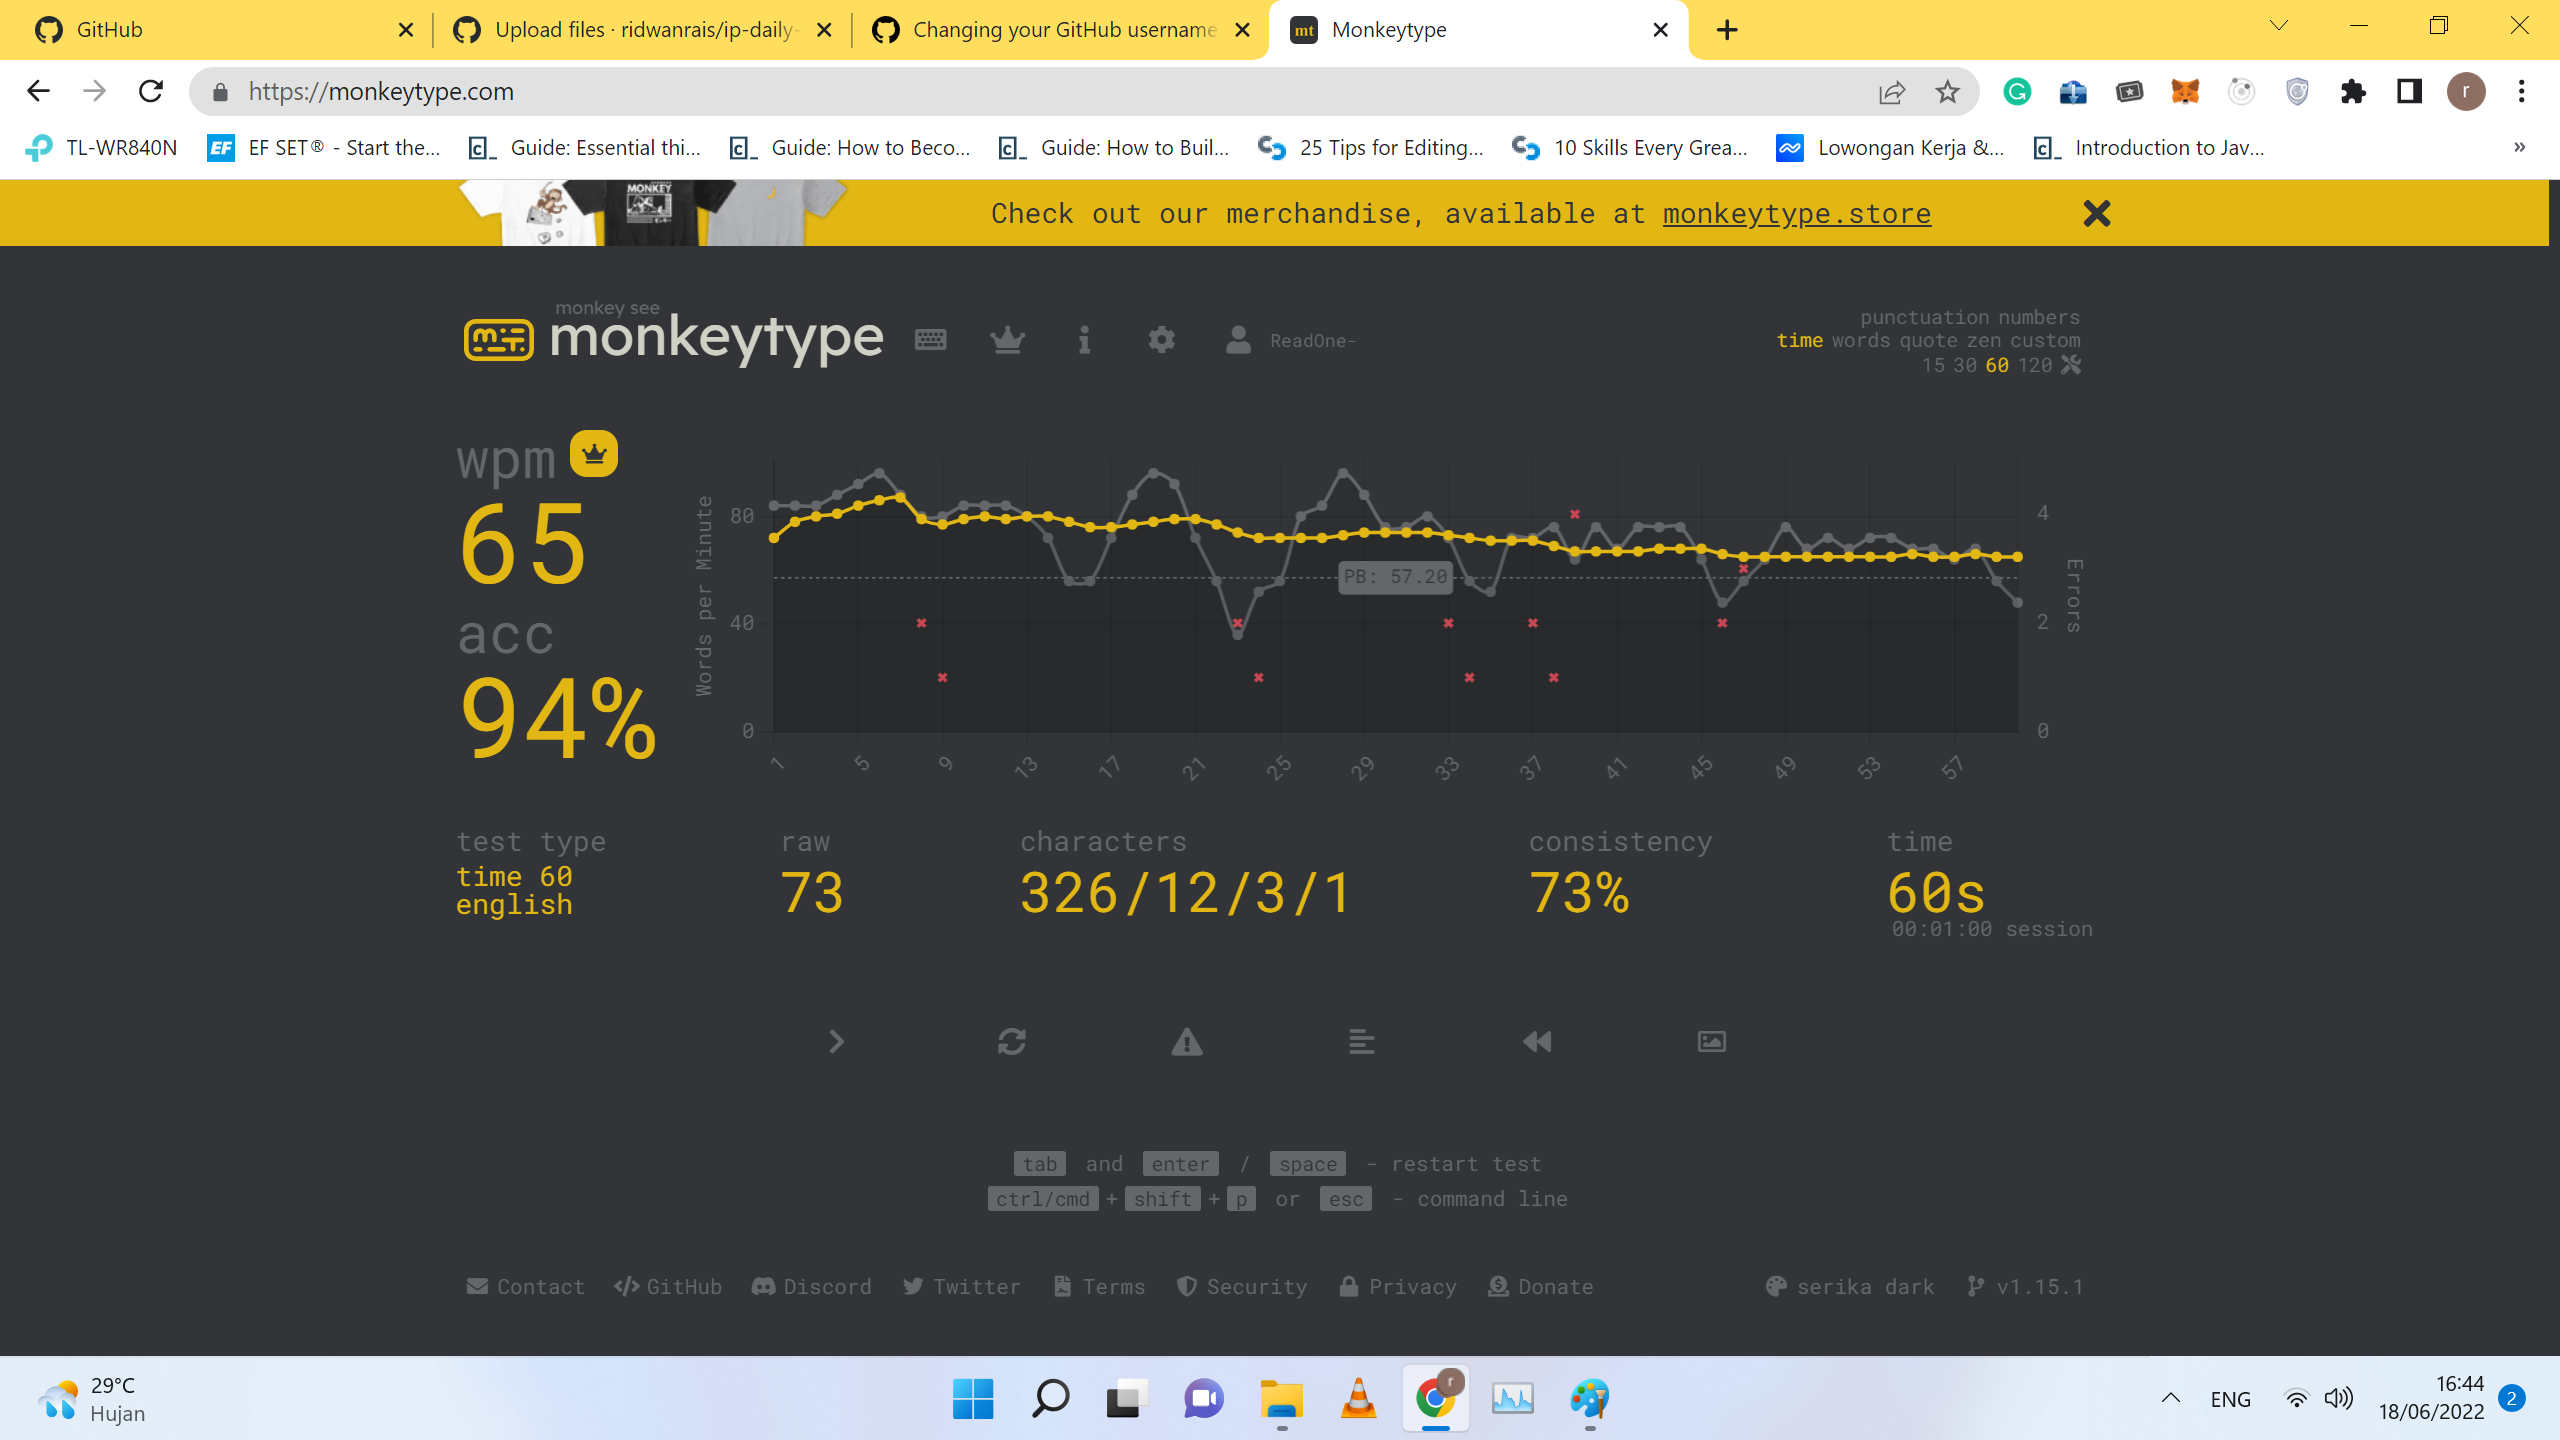 GitHub
Upload files · ridwanrais/ip-daily-
Changing your GitHub username
mt
Monkeytype
https://monkeytype.com
r
TL-WR840N
EF EF SET® - Start the...
Guide: Essential thi...
Guide: How to Beco...
Guide: How to Buil...
25 Tips for Editing...
10 Skills Every Grea...
Lowongan Kerja &...
Introduction to Jav...
»
MONKEY
Check out our merchandise, available at monkeytype.store
monkey see
monkeytype
ReadOne-
punctuation numbers
time words quote zen custom
15 30 60 120
wpm
65
acc
94%
Words per Minute
80
40
0
PB: 57.20
4
2
0
Errors
1 5 9 13 17 21 25 29 33 37 41 45 49 53 57
test type
time 60
english
raw
73
characters
326/12/3/1
consistency
73%
time
60s
00:01:00 session
tab and enter / space - restart test
ctrl/cmd + shift + p or esc - command line
Contact GitHub Discord Twitter Terms Security Privacy Donate serika dark v1.15.1
29°C
Hujan
r
ENG
16:44
18/06/2022
2